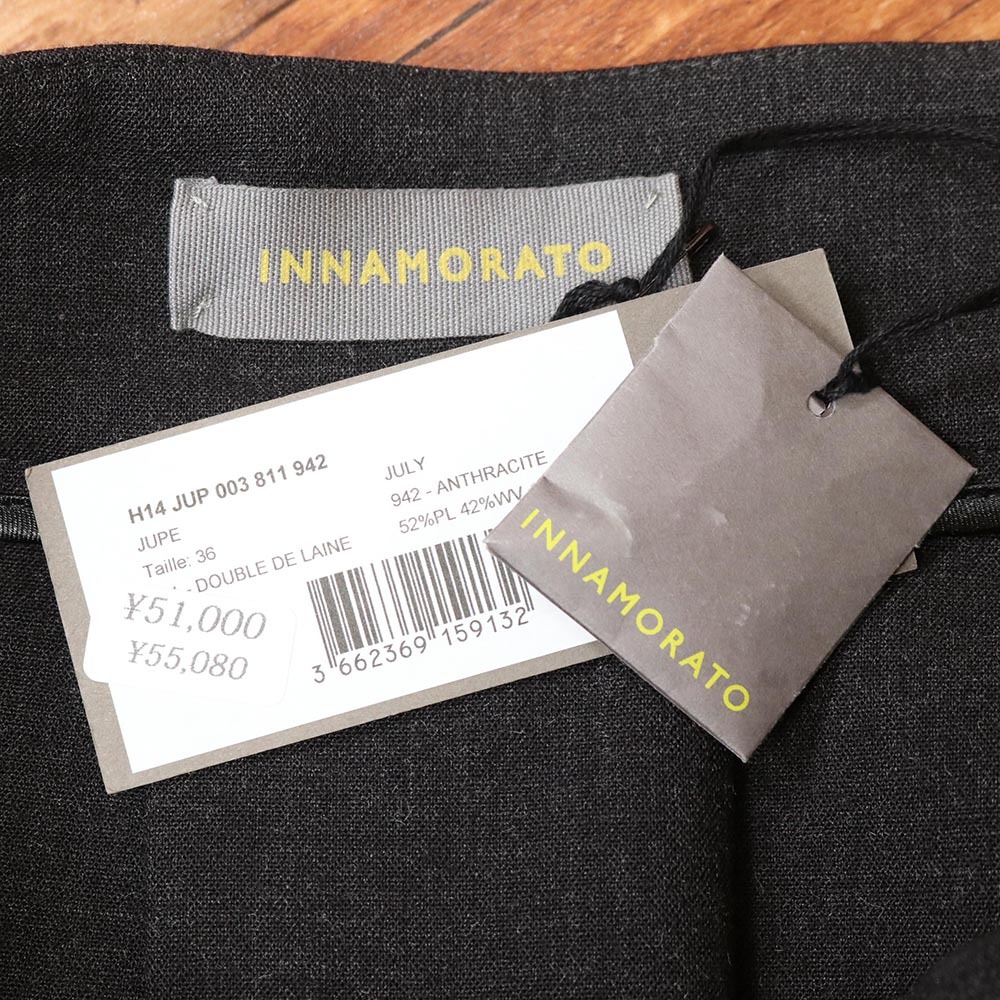 INNAMORATO
H14 JUP 003 811 942
JUPE
Taille: 36
- DOUBLE DE LAINE
JULY
942 - ANTHRACITE
52%PL 42%WV
¥51,000
¥55,080
3 662369 159132
INNAMORATO